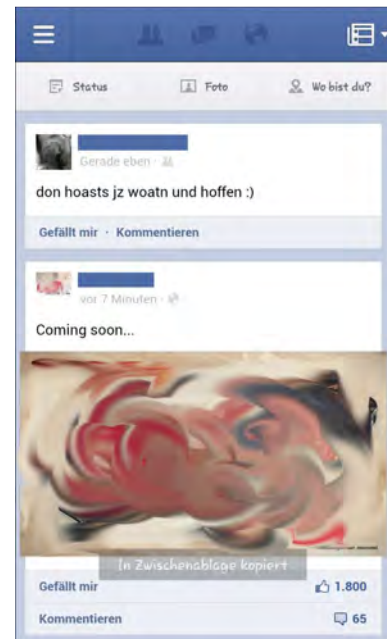 Status Foto Wo bist du?
Gerade eben ·
don hoasts jz woatn und hoffen :)
Gefällt mir · Kommentieren
vor 7 Minuten ·
Coming soon...
In Zwischenablage kopiert
Gefällt mir 1.800
Kommentieren 65